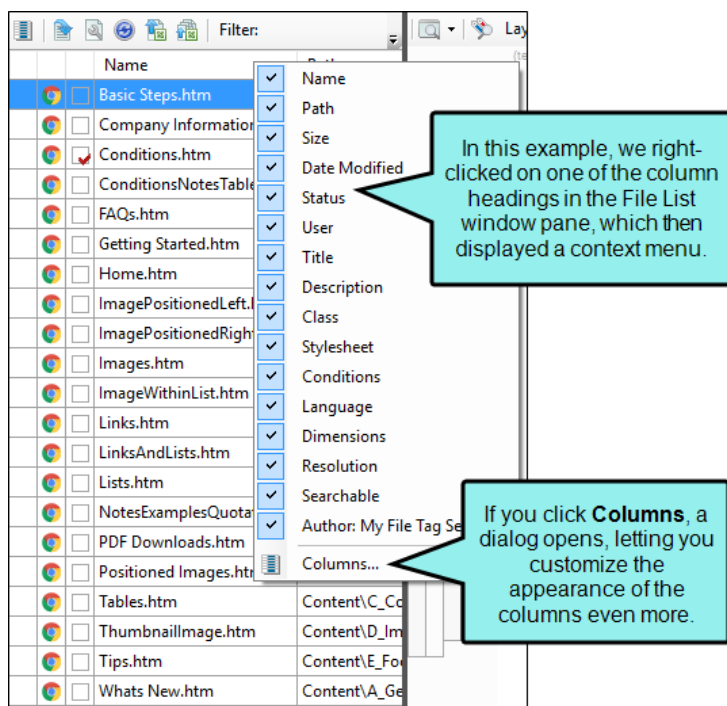 Filter:
Lay
Name
Basic Steps.htm
Company Information
Conditions.htm
ConditionsNotesTable
FAQs.htm
Getting Started.htm
Home.htm
ImagePositionedLeft.
ImagePositionedRigh
Images.htm
ImageWithinList.htm
Links.htm
LinksAndLists.htm
Lists.htm
NotesExamplesQuota
PDF Downloads.htm
Positioned Images.htm
Tables.htm
Content\C_Co
ThumbnailImage.htm
Content\D_Im
Tips.htm
Content\E_Foo
Whats New.htm
Content\A_Ge
Name
Path
Size
Date Modified
Status
User
Title
Description
Class
Stylesheet
Conditions
Language
Dimensions
Resolution
Searchable
Author: My File Tag Se
Columns...
In this example, we right-
clicked on one of the column
headings in the File List
window pane, which then
displayed a context menu.
If you click Columns, a
dialog opens, letting you
customize the
appearance of the
columns even more.